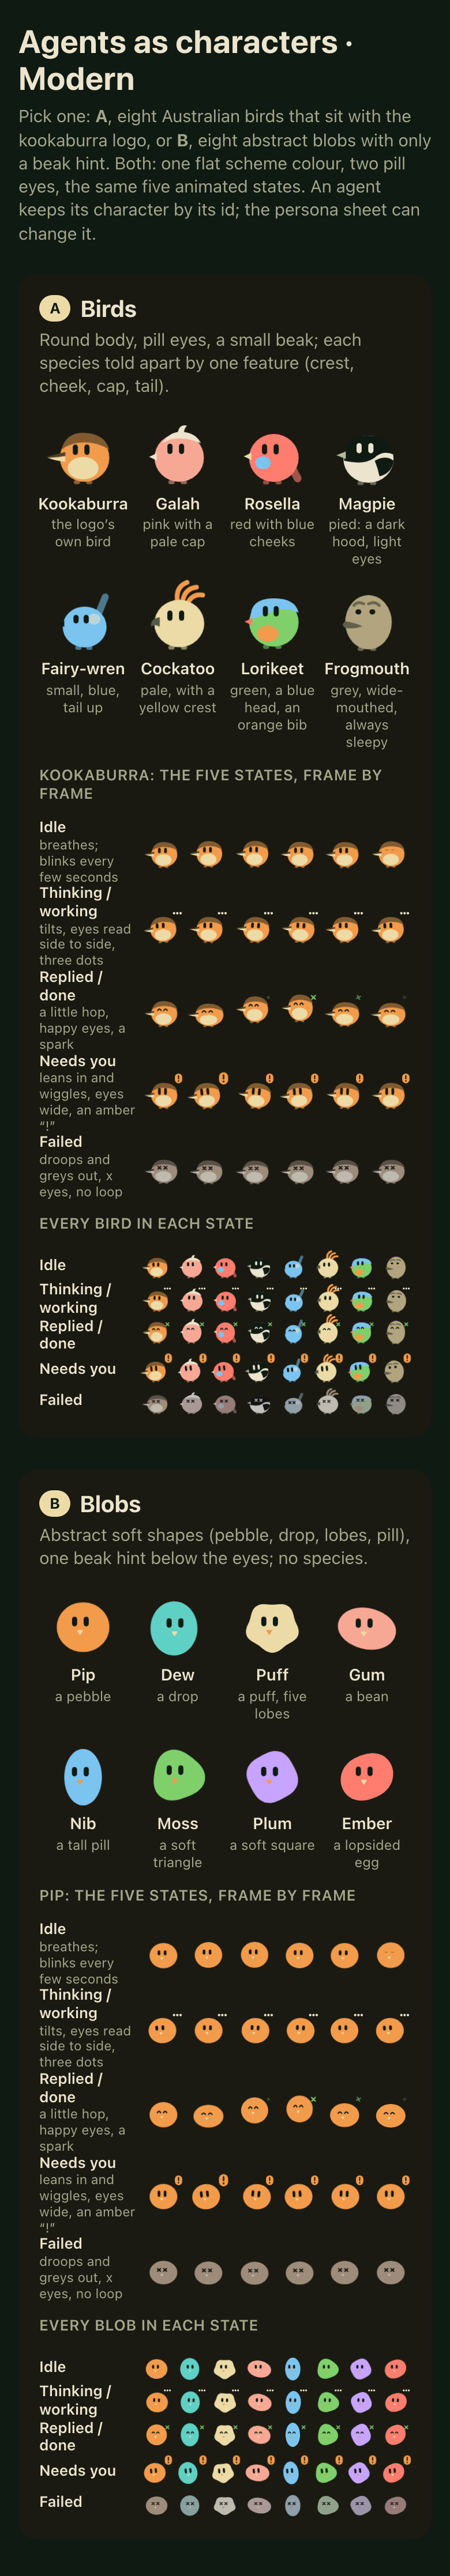 Agents as characters ·
Modern
Pick one: A, eight Australian birds that sit with the
kookaburra logo, or B, eight abstract blobs with only
a beak hint. Both: one flat scheme colour, two pill
eyes, the same five animated states. An agent
keeps its character by its id; the persona sheet can
change it.
A Birds
Round body, pill eyes, a small beak; each
species told apart by one feature (crest,
cheek, cap, tail).
Kookaburra Galah Rosella Magpie
the logo's pink with a red with blue pied: a dark
own bird pale cap cheeks hood, light
eyes
Fairy-wren Cockatoo Lorikeet Frogmouth
small, blue, pale, with a green, a blue grey, wide-
tail up yellow crest head, an mouthed,
orange bib always
sleepy
KOOKABURRA: THE FIVE STATES, FRAME BY
FRAME
Idle
breathes;
blinks every
few seconds
Thinking /
working
tilts, eyes read
side to side,
three dots
Replied /
done
a little hop,
happy eyes, a
spark
Needs you
leans in and
wiggles, eyes
wide, an amber
“!”
Failed
droops and
greys out, x
eyes, no loop
EVERY BIRD IN EACH STATE
Idle
Thinking /
working
Replied /
done
Needs you
Failed
B Blobs
Abstract soft shapes (pebble, drop, lobes, pill),
one beak hint below the eyes; no species.
Pip Dew Puff Gum
a pebble a drop a puff, five a bean
lobes
Nib Moss Plum Ember
a tall pill a soft a soft square a lopsided
triangle egg
PIP: THE FIVE STATES, FRAME BY FRAME
Idle
breathes;
blinks every
few seconds
Thinking /
working
tilts, eyes read
side to side,
three dots
Replied /
done
a little hop,
happy eyes, a
spark
Needs you
leans in and
wiggles, eyes
wide, an amber
“!”
Failed
droops and
greys out, x
eyes, no loop
EVERY BLOB IN EACH STATE
Idle
Thinking /
working
Replied /
done
Needs you
Failed